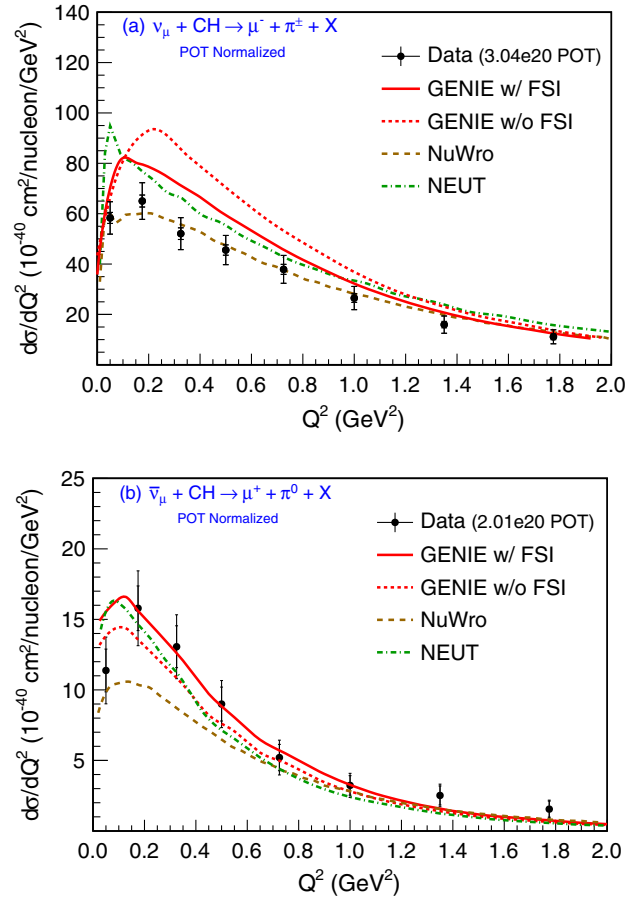 (a) νμ + CH → μ⁻ + π± + X
POT Normalized
Data (3.04e20 POT)
GENIE w/ FSI
GENIE w/o FSI
NuWro
NEUT
dσ/dQ² (10⁻⁴⁰ cm²/nucleon/GeV²)
140
120
100
80
60
40
20
0.0 0.2 0.4 0.6 0.8 1.0 1.2 1.4 1.6 1.8 2.0
Q² (GeV²)
(b) ν̄μ + CH → μ⁺ + π⁰ + X
POT Normalized
Data (2.01e20 POT)
GENIE w/ FSI
GENIE w/o FSI
NuWro
NEUT
dσ/dQ² (10⁻⁴⁰ cm²/nucleon/GeV²)
25
20
15
10
5
0.0 0.2 0.4 0.6 0.8 1.0 1.2 1.4 1.6 1.8 2.0
Q² (GeV²)